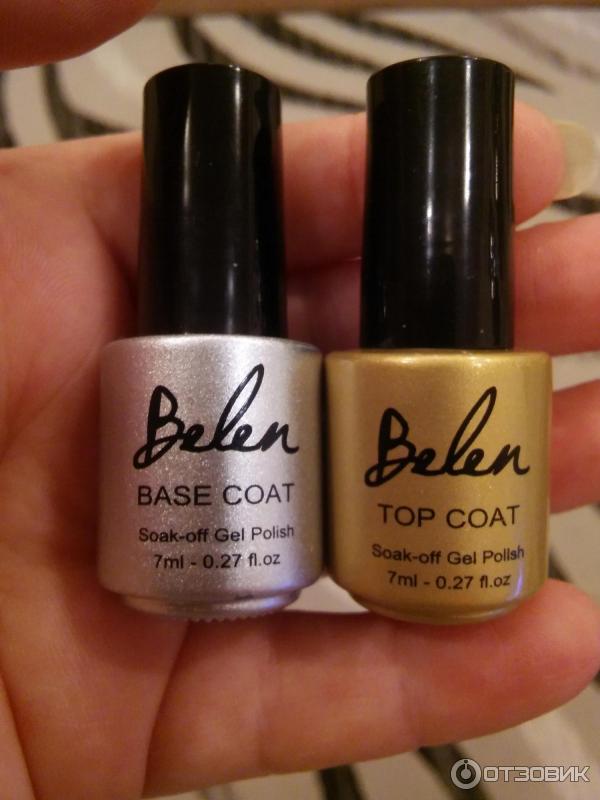 Belen
BASE COAT
Soak-off Gel Polish
7ml - 0.27 fl.oz
Belen
TOP COAT
Soak-off Gel Polish
7ml - 0.27 fl.oz
ОТЗОВИК